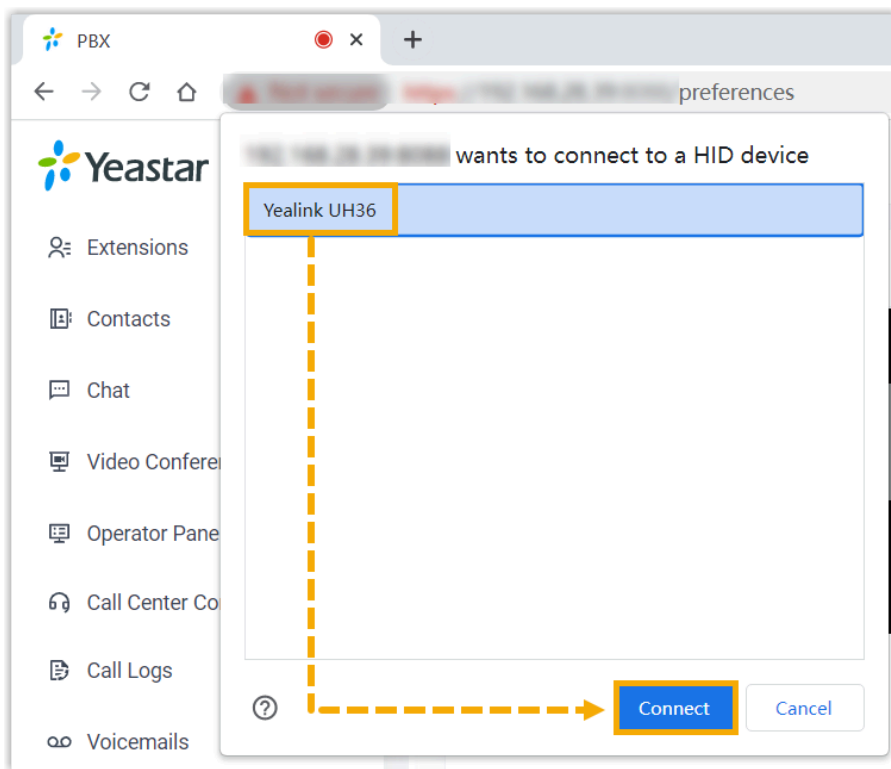 PBX
preferences
wants to connect to a HID device
Yeastar
Yealink UH36
Extensions
Contacts
Chat
Video Confere
Operator Pane
Call Center Co
Call Logs
Voicemails
Connect
Cancel